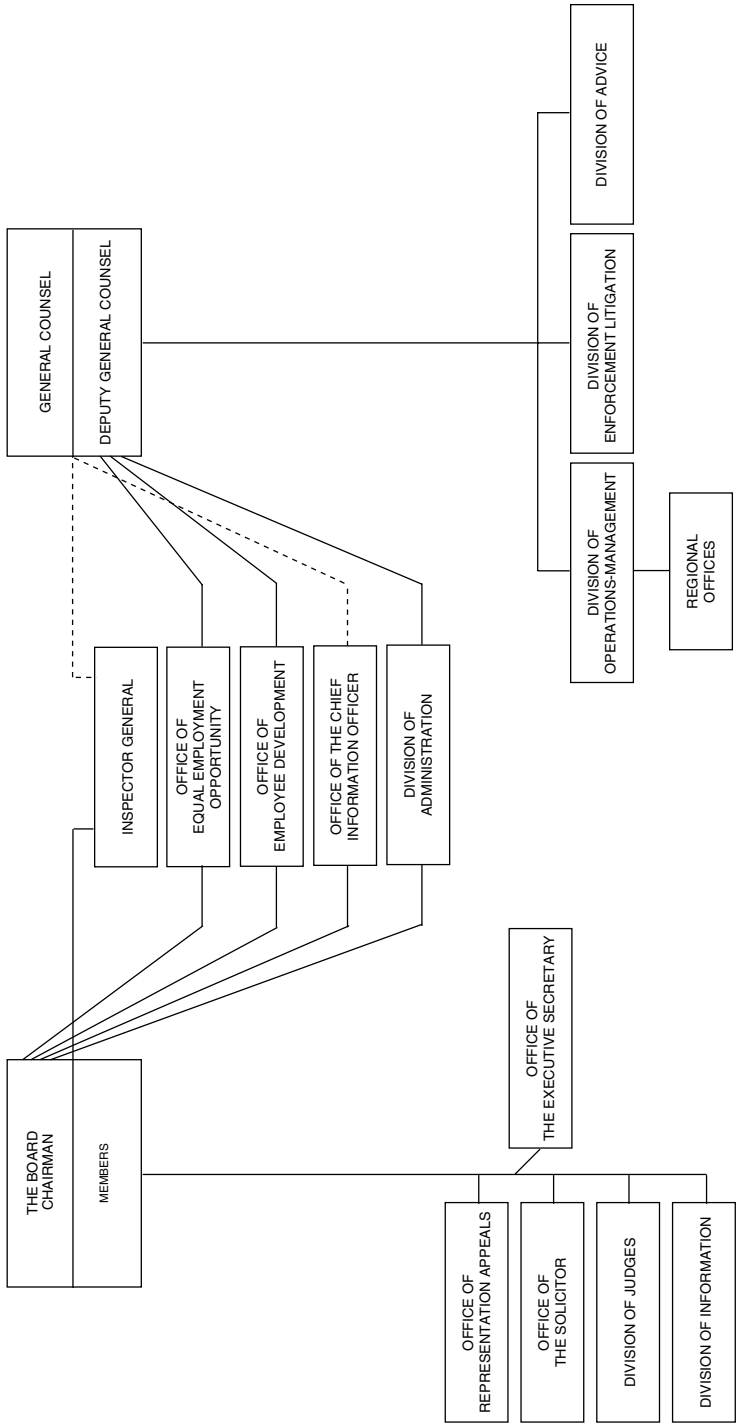 THE BOARD
CHAIRMAN
MEMBERS
GENERAL COUNSEL
DEPUTY GENERAL COUNSEL
INSPECTOR GENERAL
OFFICE OF
EQUAL EMPLOYMENT
OPPORTUNITY
OFFICE OF
EMPLOYEE DEVELOPMENT
OFFICE OF THE CHIEF
INFORMATION OFFICER
DIVISION OF
ADMINISTRATION
OFFICE OF
REPRESENTATION APPEALS
OFFICE OF
THE SOLICITOR
DIVISION OF JUDGES
DIVISION OF INFORMATION
OFFICE OF
THE EXECUTIVE SECRETARY
DIVISION OF
OPERATIONS-MANAGEMENT
DIVISION OF
ENFORCEMENT LITIGATION
DIVISION OF ADVICE
REGIONAL
OFFICES